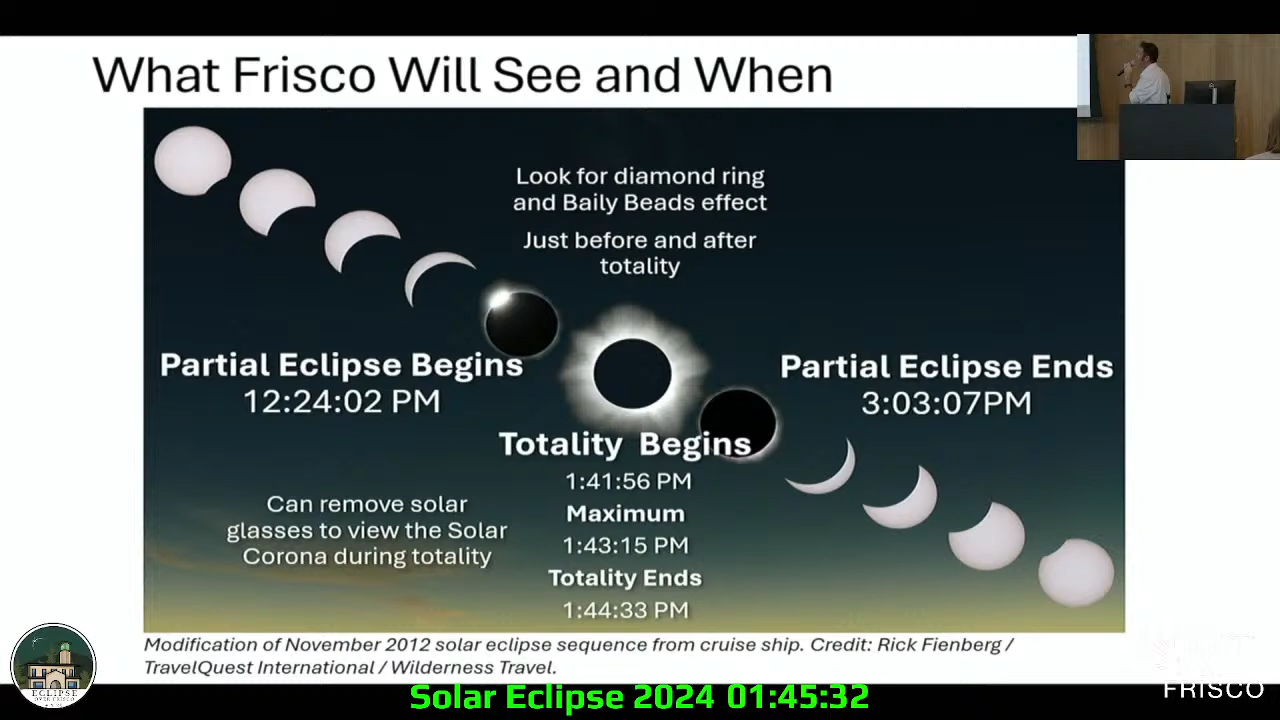 What Frisco Will See and When
Look for diamond ring
and Baily Beads effect
Just before and after
totality
Partial Eclipse Begins
12:24:02 PM
Partial Eclipse Ends
3:03:07PM
Totality Begins
1:41:56 PM
Maximum
1:43:15 PM
Totality Ends
1:44:33 PM
Can remove solar
glasses to view the Solar
Corona during totality
Modification of November 2012 solar eclipse sequence from cruise ship. Credit: Rick Fienberg /
TravelQuest International / Wilderness Travel.
ECLIPSE
OVER FRISCO
FRISCO
Solar Eclipse 2024 01:45:32